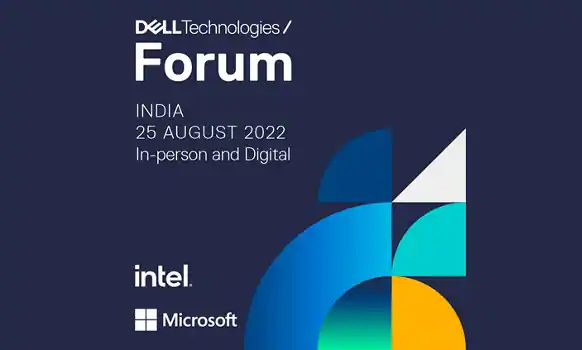 DELLTechnologies /
Forum
INDIA
25 AUGUST 2022
In-person and Digital
intel.
Microsoft